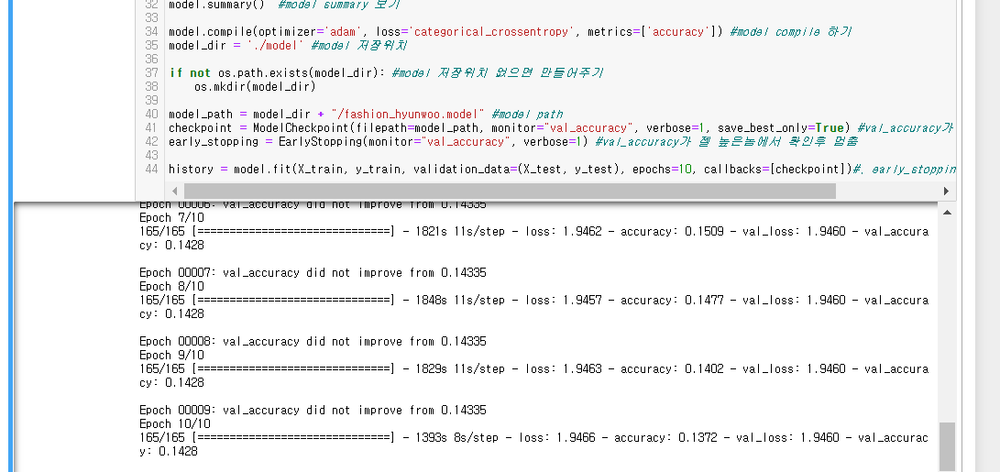 32 model.summary()  #model summary 보기
33
34 model.compile(optimizer='adam', loss='categorical_crossentropy', metrics=['accuracy']) #model compile 하기
35 model_dir = './model' #model 저장위치
36
37 if not os.path.exists(model_dir): #model 저장위치 없으면 만들어주기
38     os.mkdir(model_dir)
39
40 model_path = model_dir + "/fashion_hyunwoo.model" #model path
41 checkpoint = ModelCheckpoint(filepath=model_path, monitor="val_accuracy", verbose=1, save_best_only=True) #val_accuracy가
42 early_stopping = EarlyStopping(monitor="val_accuracy", verbose=1) #val_accuracy가 젤 높은놈에서 확인후 멈춤
43
44 history = model.fit(X_train, y_train, validation_data=(X_test, y_test), epochs=10, callbacks=[checkpoint])#, early_stoppin
Epoch 00006: val_accuracy did not improve from 0.14335
Epoch 7/10
165/165 [==============================] - 1821s 11s/step - loss: 1.9462 - accuracy: 0.1509 - val_loss: 1.9460 - val_accura
cy: 0.1428
Epoch 00007: val_accuracy did not improve from 0.14335
Epoch 8/10
165/165 [==============================] - 1848s 11s/step - loss: 1.9457 - accuracy: 0.1477 - val_loss: 1.9460 - val_accura
cy: 0.1428
Epoch 00008: val_accuracy did not improve from 0.14335
Epoch 9/10
165/165 [==============================] - 1829s 11s/step - loss: 1.9463 - accuracy: 0.1402 - val_loss: 1.9460 - val_accura
cy: 0.1428
Epoch 00009: val_accuracy did not improve from 0.14335
Epoch 10/10
165/165 [==============================] - 1393s 8s/step - loss: 1.9466 - accuracy: 0.1372 - val_loss: 1.9460 - val_accurac
y: 0.1428